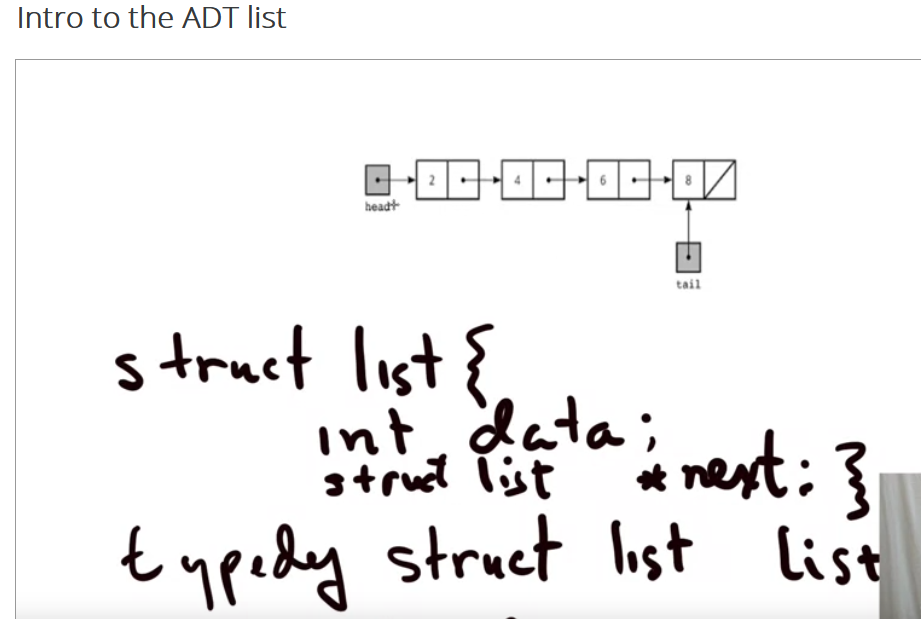 Intro to the ADT list
2 4 6 8
head
tail
struct list {
int data;
struct list * next; }
typedef struct list list